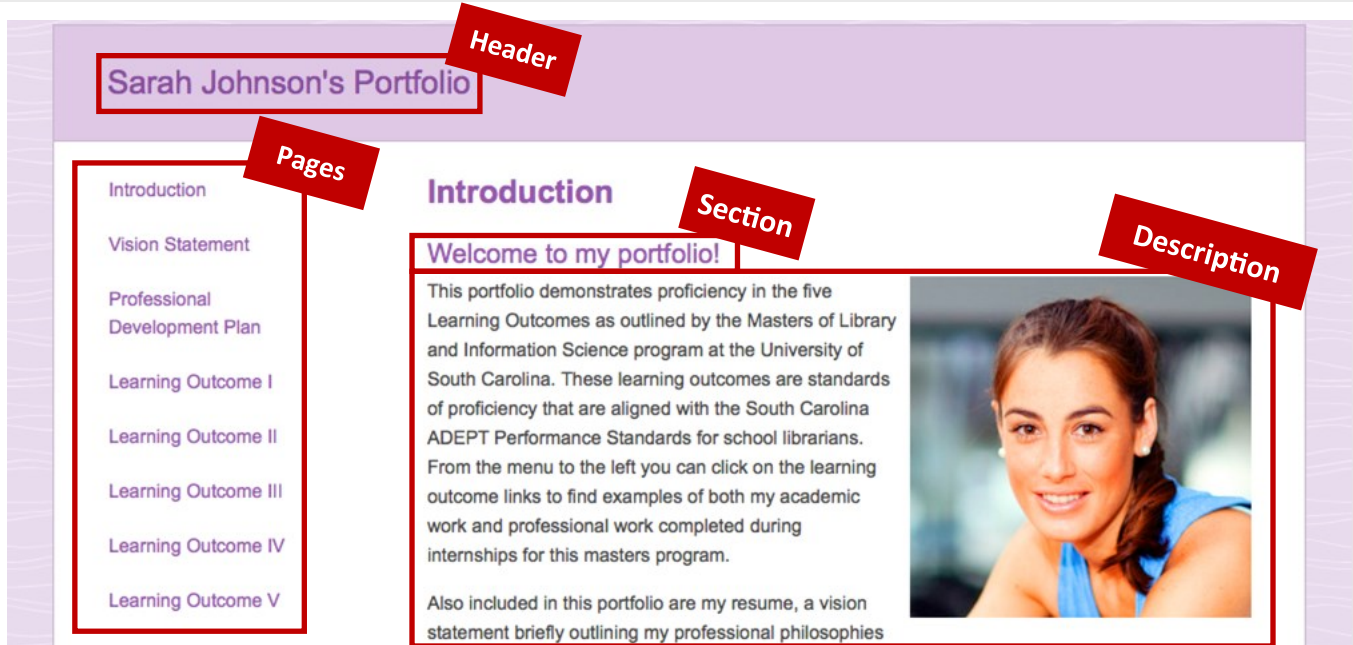 Header
Sarah Johnson's Portfolio
Pages
Introduction
Vision Statement
Professional
Development Plan
Learning Outcome I
Learning Outcome II
Learning Outcome III
Learning Outcome IV
Learning Outcome V
Introduction
Section
Welcome to my portfolio!
Description
This portfolio demonstrates proficiency in the five
Learning Outcomes as outlined by the Masters of Library
and Information Science program at the University of
South Carolina. These learning outcomes are standards
of proficiency that are aligned with the South Carolina
ADEPT Performance Standards for school librarians.
From the menu to the left you can click on the learning
outcome links to find examples of both my academic
work and professional work completed during
internships for this masters program.
Also included in this portfolio are my resume, a vision
statement briefly outlining my professional philosophies